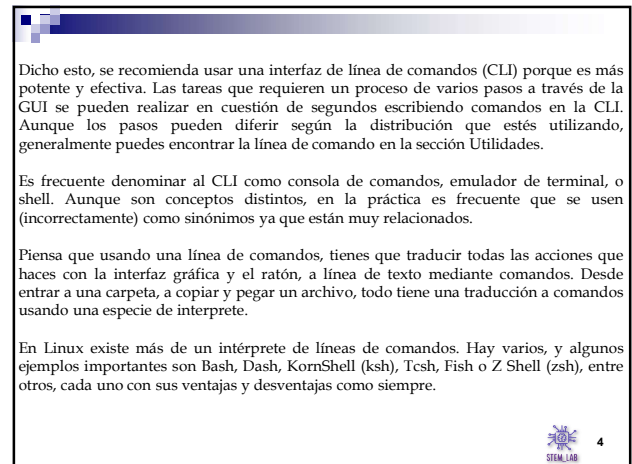 Dicho esto, se recomienda usar una interfaz de línea de comandos (CLI) porque es más
potente y efectiva. Las tareas que requieren un proceso de varios pasos a través de la
GUI se pueden realizar en cuestión de segundos escribiendo comandos en la CLI.
Aunque los pasos pueden diferir según la distribución que estés utilizando,
generalmente puedes encontrar la línea de comando en la sección Utilidades.
Es frecuente denominar al CLI como consola de comandos, emulador de terminal, o
shell. Aunque son conceptos distintos, en la práctica es frecuente que se usen
(incorrectamente) como sinónimos ya que están muy relacionados.
Piensa que usando una línea de comandos, tienes que traducir todas las acciones que
haces con la interfaz gráfica y el ratón, a línea de texto mediante comandos. Desde
entrar a una carpeta, a copiar y pegar un archivo, todo tiene una traducción a comandos
usando una especie de interprete.
En Linux existe más de un intérprete de líneas de comandos. Hay varios, y algunos
ejemplos importantes son Bash, Dash, KornShell (ksh), Tcsh, Fish o Z Shell (zsh), entre
otros, cada uno con sus ventajas y desventajas como siempre.
STEM_LAB
4